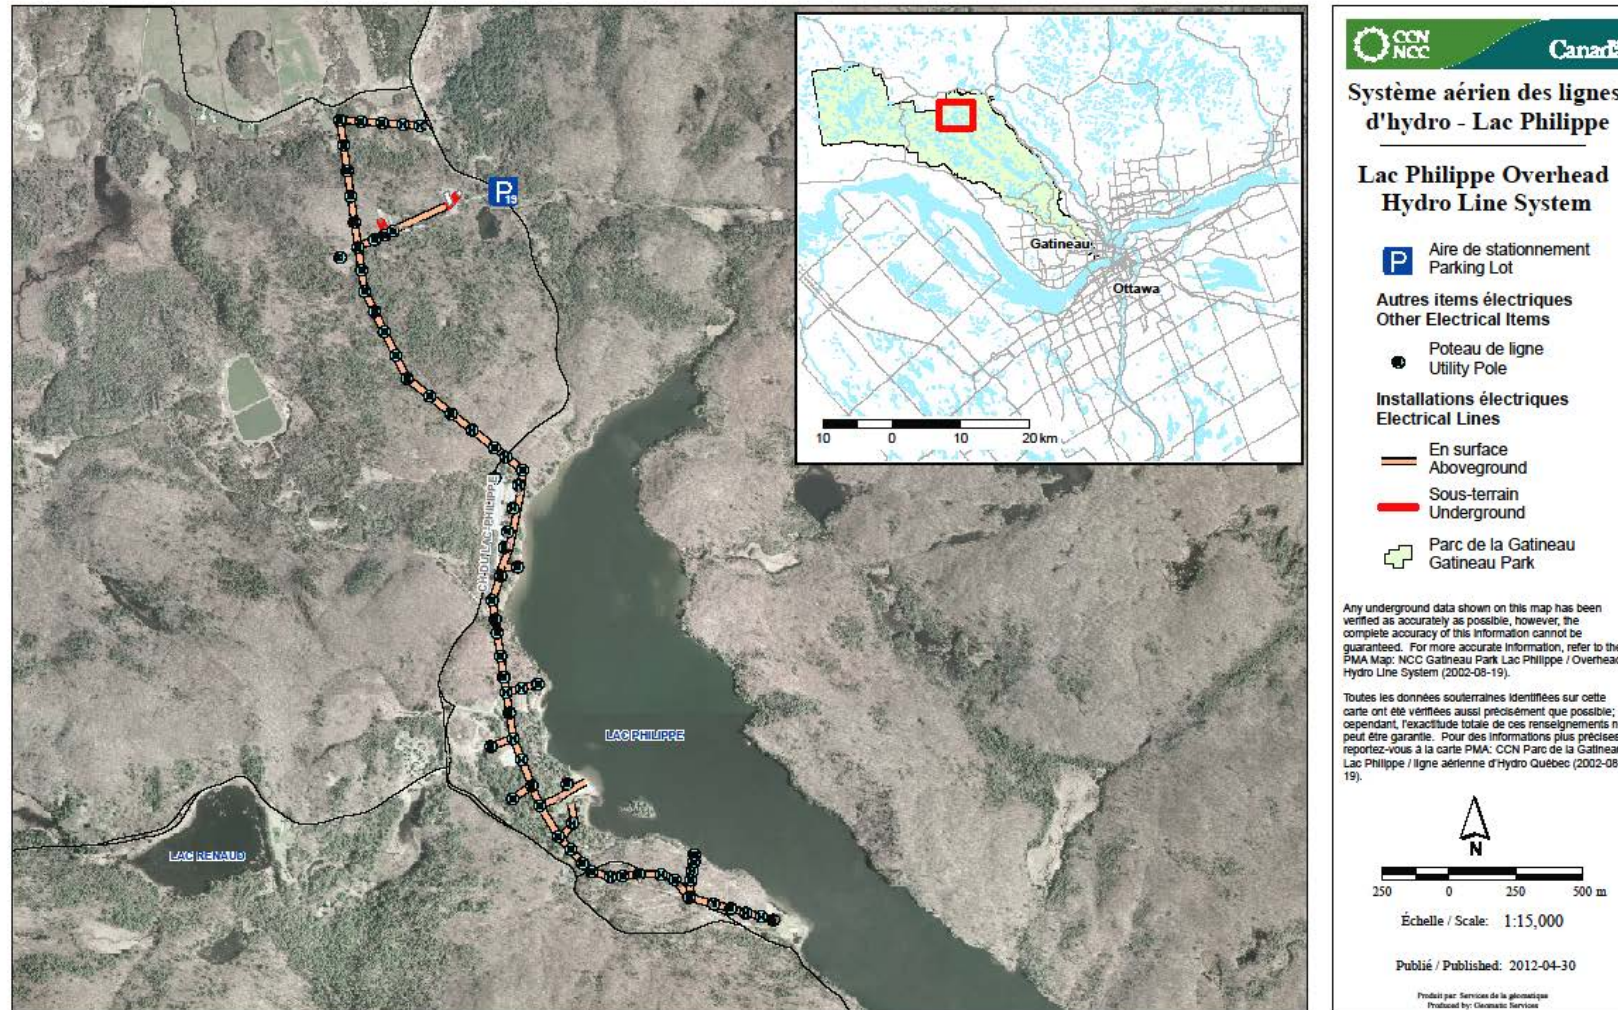 P19
CH-DU-LAC-PHILIPPE
LAC PHILIPPE
LAC RENAUD
Gatineau
Ottawa
10 0 10 20 km
CCN
NCC
Canada
Système aérien des lignes
d'hydro - Lac Philippe
Lac Philippe Overhead
Hydro Line System
P
Aire de stationnement
Parking Lot
Autres items électriques
Other Electrical Items
Poteau de ligne
Utility Pole
Installations électriques
Electrical Lines
En surface
Aboveground
Sous-terrain
Underground
Parc de la Gatineau
Gatineau Park
Any underground data shown on this map has been
verified as accurately as possible, however, the
complete accuracy of this information cannot be
guaranteed. For more accurate information, refer to the
PMA Map: NCC Gatineau Park Lac Philippe / Overhead
Hydro Line System (2002-08-19).
Toutes les données souterraines identifiées sur cette
carte ont été vérifiées aussi précisément que possible;
cependant, l'exactitude totale de ces renseignements n
peut être garantie. Pour des informations plus précises
reportez-vous à la carte PMA: CCN Parc de la Gatineau
Lac Philippe / ligne aérienne d'Hydro Québec (2002-08
19).
N
250 0 250 500 m
Échelle / Scale: 1:15,000
Publié / Published: 2012-04-30
Produit par: Services de la géomatique
Produced by: Geomatic Services